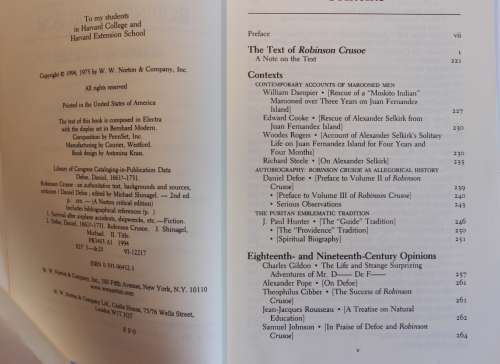 To my students
in Harvard College and
Harvard Extension School
Copyright © 1994, 1975 by W. W. Norton & Company, Inc.
All rights reserved
Printed in the United States of America
The text of this book is composed in Electra
with the display set in Bernhard Modern.
Composition by PennSet, Inc.
Manufacturing by Courier, Westford.
Book design by Antonina Krass.
Library of Congress Cataloging-in-Publication Data
Defoe, Daniel, 1661?–1731.
Robinson Crusoe : an authoritative text, backgrounds and sources,
criticism / Daniel Defoe ; edited by Michael Shinagel. — 2nd ed.
p. cm. — (A Norton critical edition)
Includes bibliographical references (p. ).
1. Survival after airplane accidents, shipwrecks, etc.—Fiction.
I. Defoe, Daniel, 1661?–1731. Robinson Crusoe. I. Shinagel,
Michael. II. Title.
PR3403.A1 1994
91-12217
ISBN 0-393-96452-3
W. W. Norton & Company, Inc., 500 Fifth Avenue, New York, N.Y. 10110
W. W. Norton & Company Ltd., Castle House, 75/76 Wells Street,
London W1T 3QT
7 8 9 0
Preface vii
The Text of Robinson Crusoe 1
A Note on the Text 221
Contexts
CONTEMPORARY ACCOUNTS OF MAROONED MEN
William Dampier • [Rescue of a "Moskito Indian"
Marooned over Three Years on Juan Fernandez
Island] 227
Edward Cooke • [Rescue of Alexander Selkirk from
Juan Fernandez Island] 230
Woodes Rogers • [Account of Alexander Selkirk's Solitary
Life on Juan Fernandez Island for Four Years and
Four Months] 230
Richard Steele • [On Alexander Selkirk] 235
AUTOBIOGRAPHY: ROBINSON CRUSOE AS ALLEGORICAL HISTORY
Daniel Defoe • [Preface to Volume II of Robinson
Crusoe] 239
• [Preface to Volume III of Robinson Crusoe] 240
• Serious Observations 243
THE PURITAN EMBLEMATIC TRADITION
J. Paul Hunter • [The "Guide" Tradition] 246
• [The "Providence" Tradition] 250
• [Spiritual Biography] 251
Eighteenth- and Nineteenth-Century Opinions
Charles Gildon • The Life and Strange Surprizing
Adventures of Mr. D—— De F—— 257
Alexander Pope • [On Defoe] 261
Theophilus Cibber • [The Success of Robinson
Crusoe] 261
Jean-Jacques Rousseau • [A Treatise on Natural
Education] 262
Samuel Johnson • [In Praise of Defoe and Robinson
Crusoe] 264
v